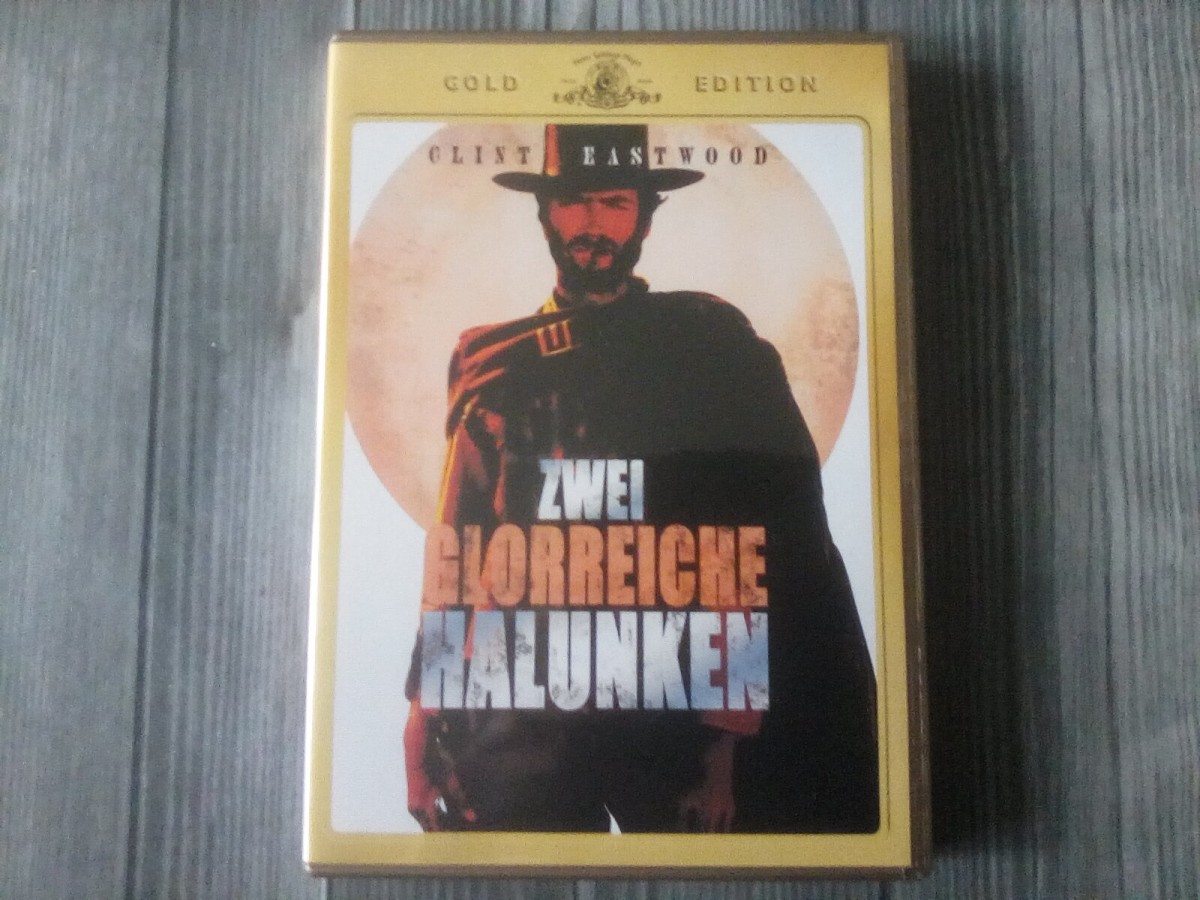 GOLD EDITION
CLINT EASTWOOD
ZWEI
GLORREICHE
HALUNKEN